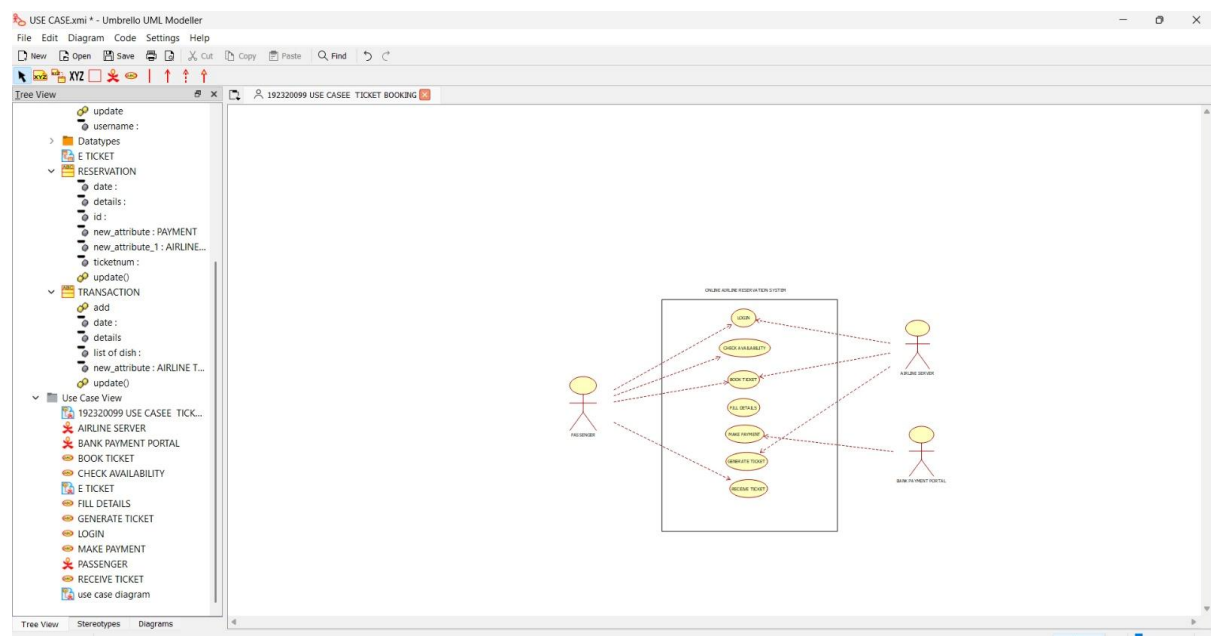 USE CASE.xmi * - Umbrello UML Modeller
File Edit Diagram Code Settings Help
New Open Save Cut Copy Paste Find
XYZ XYZ
Tree View
192320099 USE CASEE TICKET BOOKING
update
username :
Datatypes
E TICKET
ABC RESERVATION
date :
details :
id :
new_attribute : PAYMENT
new_attribute_1 : AIRLINE...
ticketnum :
update()
ABC TRANSACTION
add
date :
details
list of dish :
new_attribute : AIRLINE T...
update()
Use Case View
192320099 USE CASEE TICK...
AIRLINE SERVER
BANK PAYMENT PORTAL
BOOK TICKET
CHECK AVAILABILITY
E TICKET
FILL DETAILS
GENERATE TICKET
LOGIN
MAKE PAYMENT
PASSENGER
RECEIVE TICKET
use case diagram
Tree View Stereotypes Diagrams
ONLINE AIRLINE RESERVATION SYSTEM
LOGIN
CHECK AVAILABILITY
BOOK TICKET
FILL DETAILS
MAKE PAYMENT
GENERATE TICKET
RECEIVE TICKET
PASSENGER
AIRLINE SERVER
BANK PAYMENT PORTAL